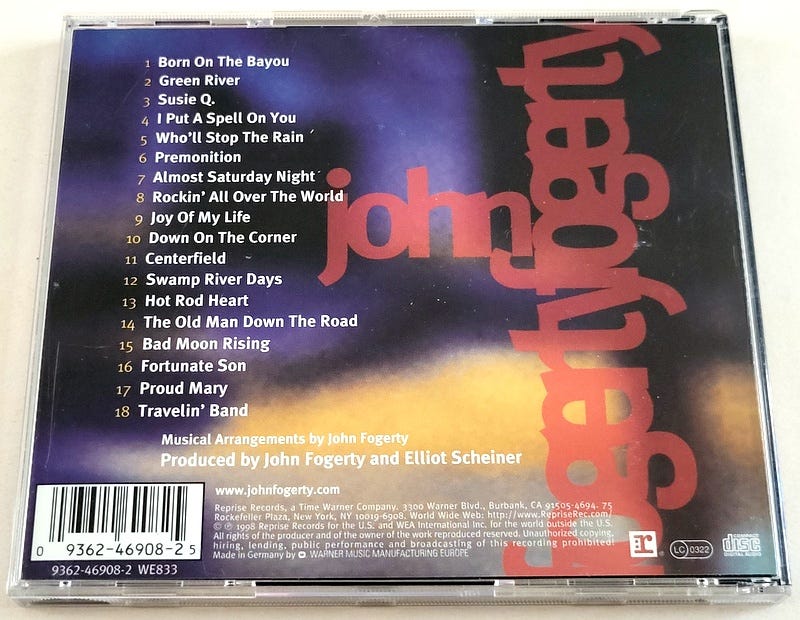 1 Born On The Bayou
2 Green River
3 Susie Q.
4 I Put A Spell On You
5 Who'll Stop The Rain
6 Premonition
7 Almost Saturday Night
8 Rockin' All Over The World
9 Joy Of My Life
10 Down On The Corner
11 Centerfield
12 Swamp River Days
13 Hot Rod Heart
14 The Old Man Down The Road
15 Bad Moon Rising
16 Fortunate Son
17 Proud Mary
18 Travelin' Band
john
fogerty
fogerty
Musical Arrangements by John Fogerty
Produced by John Fogerty and Elliot Scheiner
www.johnfogerty.com
Reprise Records, a Time Warner Company. 3300 Warner Blvd., Burbank, CA 91505-4694. 75
Rockefeller Plaza, New York, NY 10019-6908. World Wide Web: http://www.RepriseRec.com/
© ℗ 1998 Reprise Records for the U.S. and WEA International Inc. for the world outside the U.S.
All rights of the producer and of the owner of the work reproduced reserved. Unauthorized copying,
hiring, lending, public performance and broadcasting of this recording prohibited!
Made in Germany by WARNER MUSIC MANUFACTURING EUROPE
0 9362-46908-2 5
9362-46908-2 WE833
LC 0322
COMPACT
disc
DIGITAL AUDIO